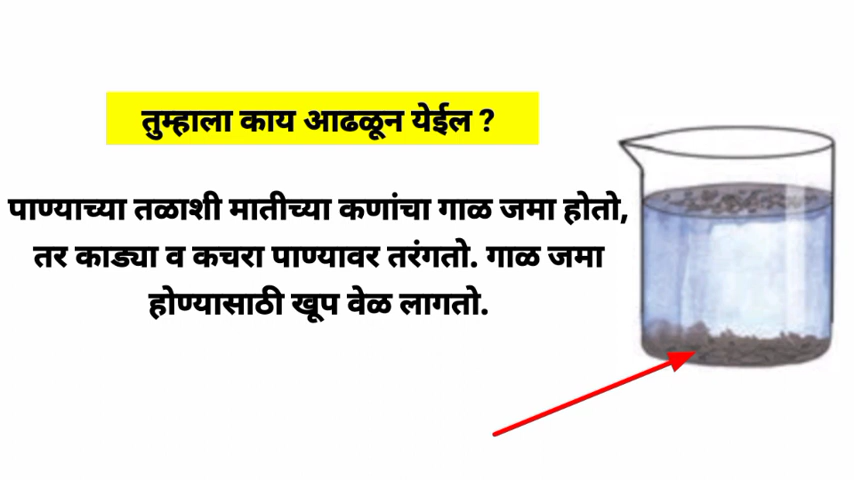 तुम्हाला काय आढळून येईल ?
पाण्याच्या तळाशी मातीच्या कणांचा गाळ जमा होतो,
तर काड्या व कचरा पाण्यावर तरंगतो. गाळ जमा
होण्यासाठी खूप वेळ लागतो.